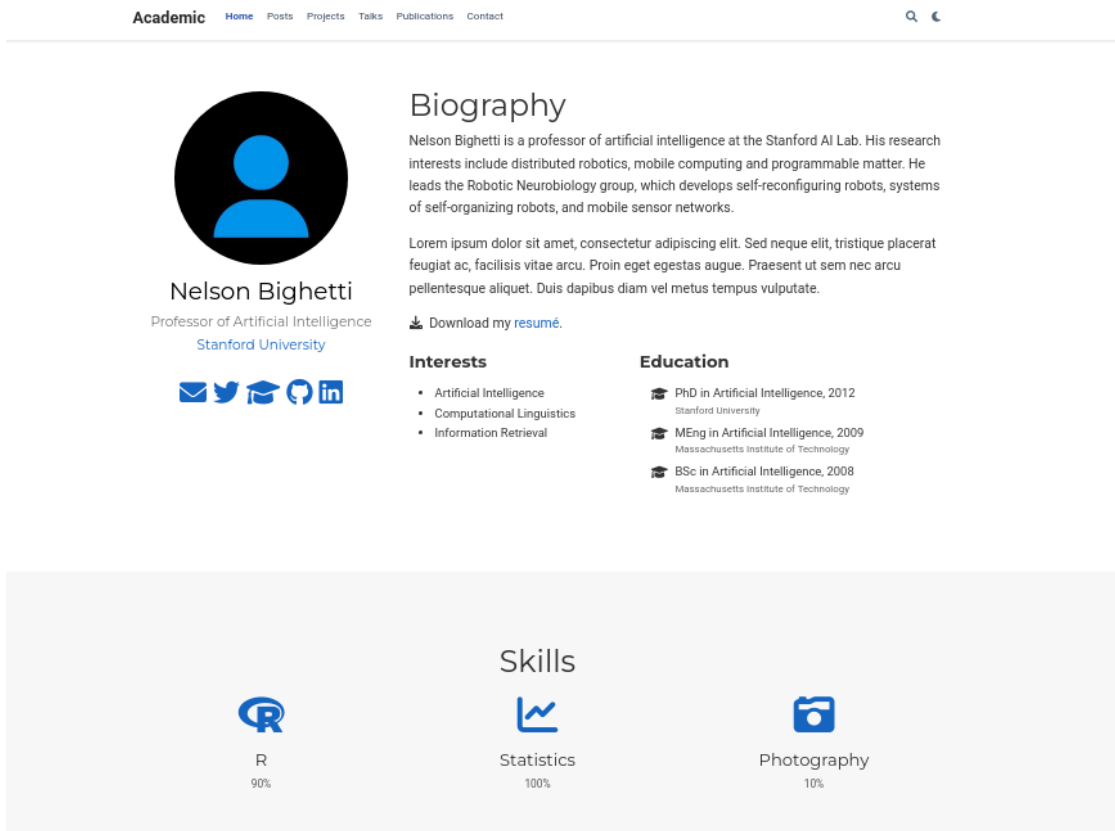 Academic Home Posts Projects Talks Publications Contact
Biography
Nelson Bighetti is a professor of artificial intelligence at the Stanford AI Lab. His research
interests include distributed robotics, mobile computing and programmable matter. He
leads the Robotic Neurobiology group, which develops self-reconfiguring robots, systems
of self-organizing robots, and mobile sensor networks.
Lorem ipsum dolor sit amet, consectetur adipiscing elit. Sed neque elit, tristique placerat
feugiat ac, facilisis vitae arcu. Proin eget egestas augue. Praesent ut sem nec arcu
pellentesque aliquet. Duis dapibus diam vel metus tempus vulputate.
Download my resumé.
Nelson Bighetti
Professor of Artificial Intelligence
Stanford University
Interests
• Artificial Intelligence
• Computational Linguistics
• Information Retrieval
Education
PhD in Artificial Intelligence, 2012
Stanford University
MEng in Artificial Intelligence, 2009
Massachusetts Institute of Technology
BSc in Artificial Intelligence, 2008
Massachusetts Institute of Technology
Skills
R
90%
Statistics
100%
Photography
10%